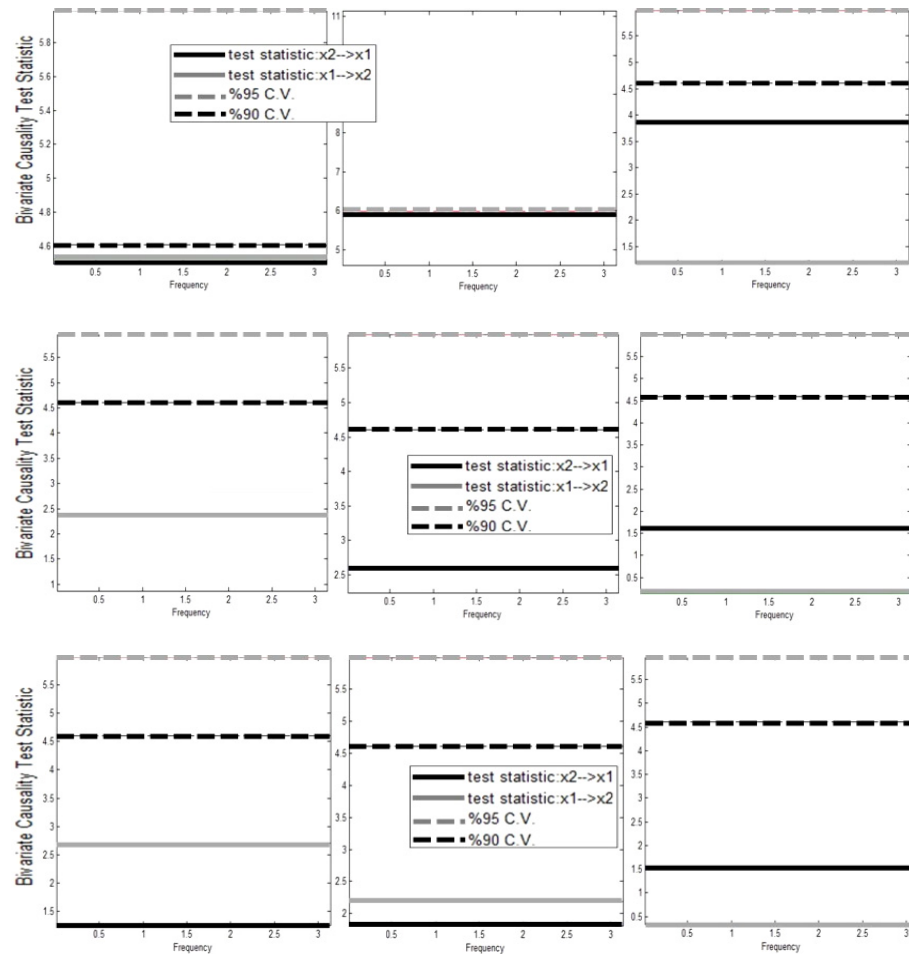 5.8
5.6
5.4
5.2
5
4.8
4.6
0.5 1 1.5 2 2.5 3
Frequency
Bivariate Causality Test Statistic
test statistic:x2-->x1
test statistic:x1-->x2
%95 C.V.
%90 C.V.
11
9
8
7
6
5
0.5 1 1.5 2 2.5 3
Frequency
5.5
5
4.5
4
3.5
3
2.5
2
1.5
0.5 1 1.5 2 2.5 3
Frequency
Bivariate Causality Test Statistic
5.5
5
4.5
4
3.5
3
2.5
2
1.5
1
0.5 1 1.5 2 2.5 3
Frequency
5.5
5
4.5
4
3.5
3
2.5
0.5 1 1.5 2 2.5 3
Frequency
test statistic:x2-->x1
test statistic:x1-->x2
%95 C.V.
%90 C.V.
5.5
5
4.5
4
3.5
3
2.5
2
1.5
1
0.5
0.5 1 1.5 2 2.5 3
Frequency
Bivariate Causality Test Statistic
5.5
5
4.5
4
3.5
3
2.5
2
1.5
0.5 1 1.5 2 2.5 3
Frequency
5.5
5
4.5
4
3.5
3
2.5
2
0.5 1 1.5 2 2.5 3
Frequency
test statistic:x2-->x1
test statistic:x1-->x2
%95 C.V.
%90 C.V.
5.5
5
4.5
4
3.5
3
2.5
2
1.5
1
0.5
0.5 1 1.5 2 2.5 3
Frequency